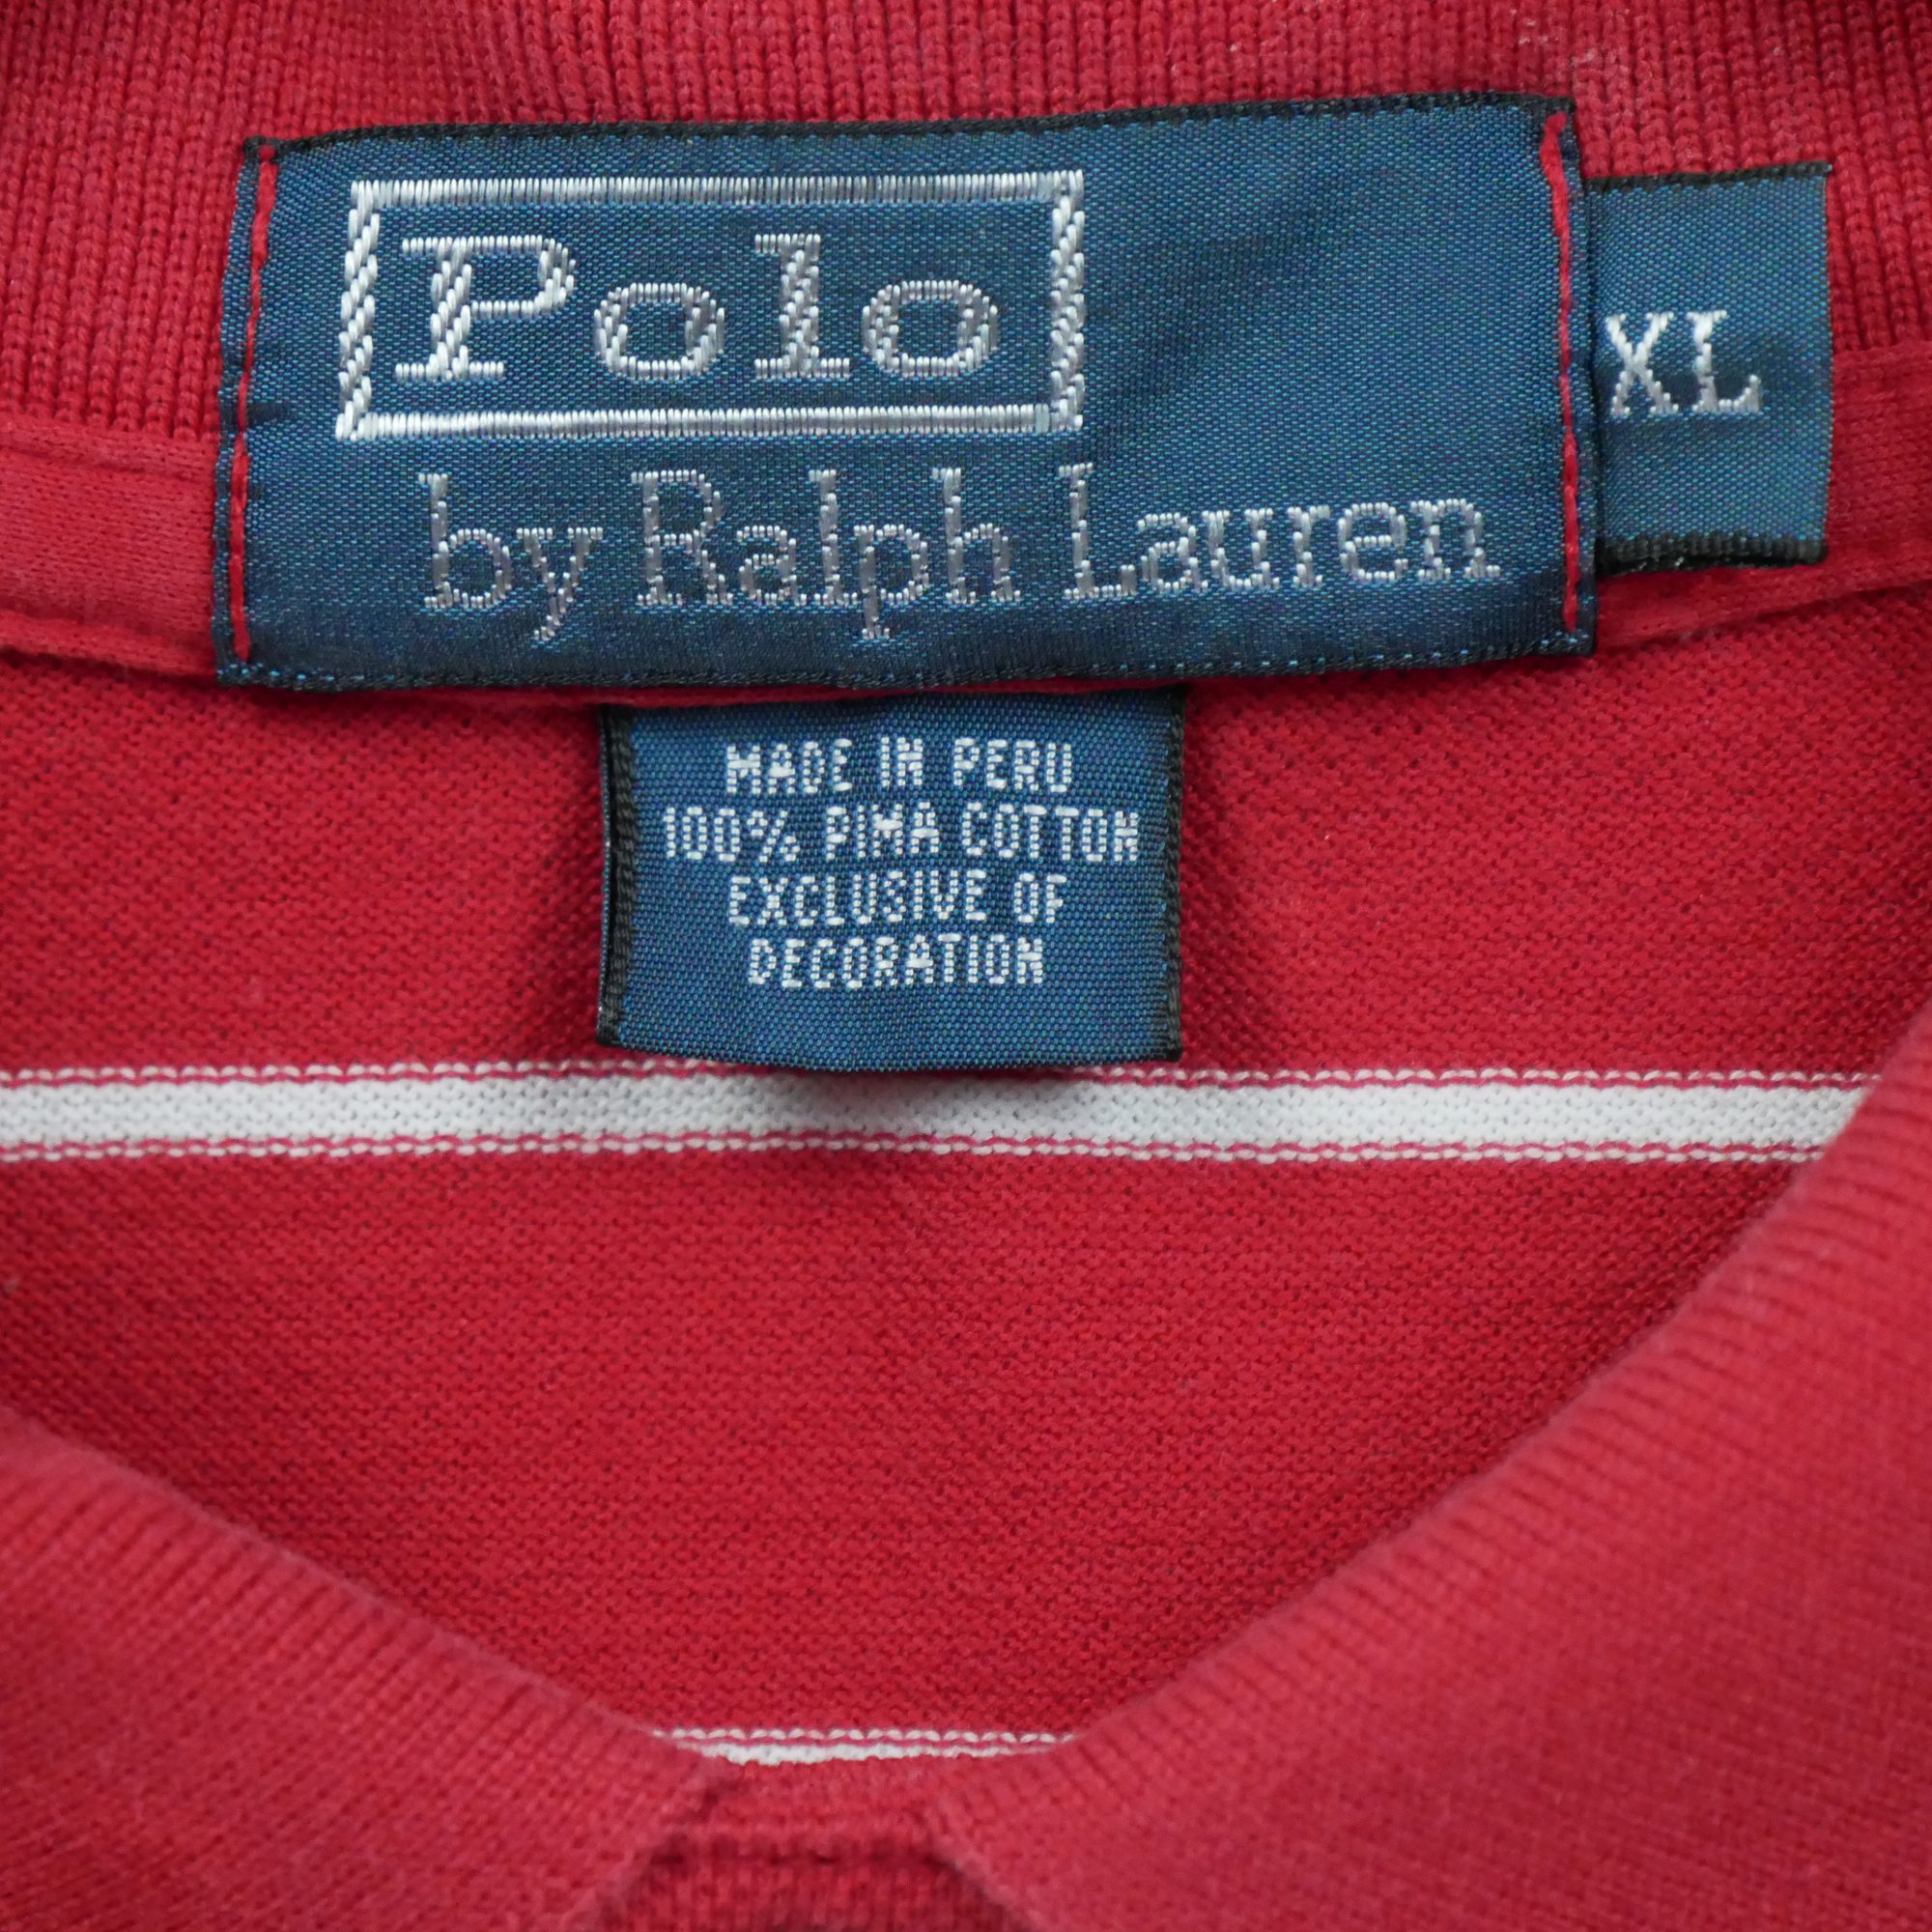 Polo
by Ralph Lauren
XL
MADE IN PERU
100% PIMA COTTON
EXCLUSIVE OF
DECORATION